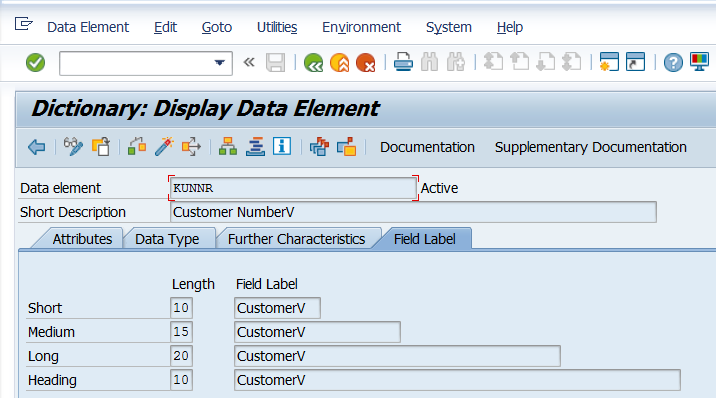 Data Element Edit Goto Utilities Environment System Help
Dictionary: Display Data Element
Documentation Supplementary Documentation
Data element KUNNR Active
Short Description Customer NumberV
Attributes Data Type Further Characteristics Field Label
Length Field Label
Short 10 CustomerV
Medium 15 CustomerV
Long 20 CustomerV
Heading 10 CustomerV